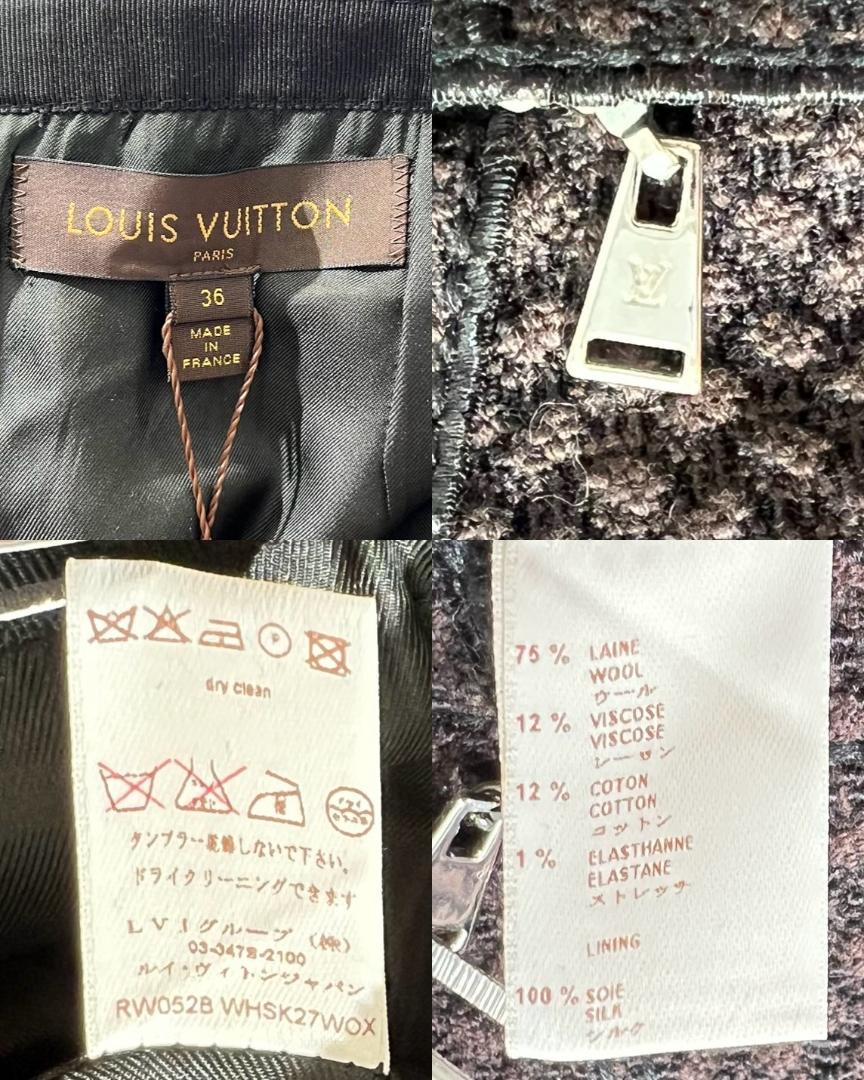 LOUIS VUITTON
PARIS
36
MADE
IN
FRANCE
LV
P
dry clean
ドライ
タンブラー乾燥しないで下さい。
ドライクリーニングできます
LVJグループ(株)
03-3478-2100
ルイ・ヴィトンジャパン
RW052B WHSK27WOX
75 % LAINE
WOOL
ウール
12 % VISCOSE
VISCOSE
レーヨン
12 % COTON
COTTON
コットン
1 % ELASTHANNE
ELASTANE
ストレッチ
LINING
100 % SOIE
SILK
シルク